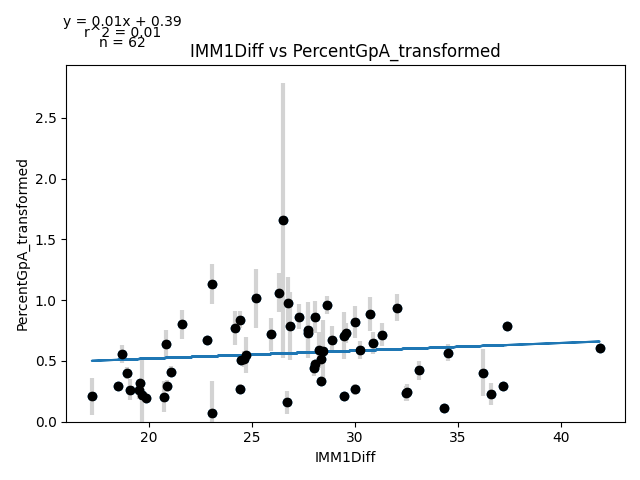 y = 0.01x + 0.39
r^2 = 0.01
n = 62
IMM1Diff vs PercentGpA_transformed
PercentGpA_transformed
2.5
2.0
1.5
1.0
0.5
0.0
20 25 30 35 40
IMM1Diff